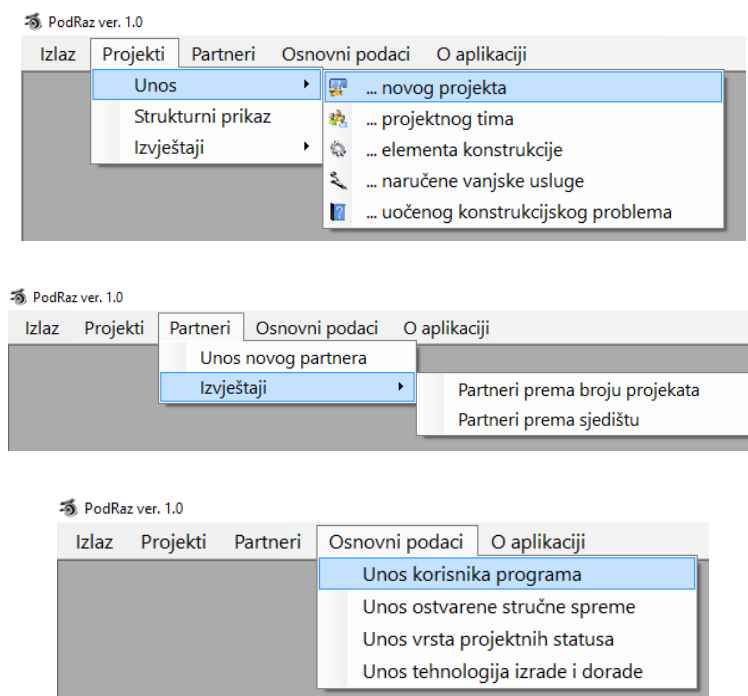 PodRaz ver. 1.0
Izlaz Projekti Partneri Osnovni podaci O aplikaciji
Unos ... novog projekta
Strukturni prikaz ... projektnog tima
Izvještaji ... elementa konstrukcije
... naručene vanjske usluge
... uočenog konstrukcijskog problema
PodRaz ver. 1.0
Izlaz Projekti Partneri Osnovni podaci O aplikaciji
Unos novog partnera
Izvještaji Partneri prema broju projekata
Partneri prema sjedištu
PodRaz ver. 1.0
Izlaz Projekti Partneri Osnovni podaci O aplikaciji
Unos korisnika programa
Unos ostvarene stručne spreme
Unos vrsta projektnih statusa
Unos tehnologija izrade i dorade